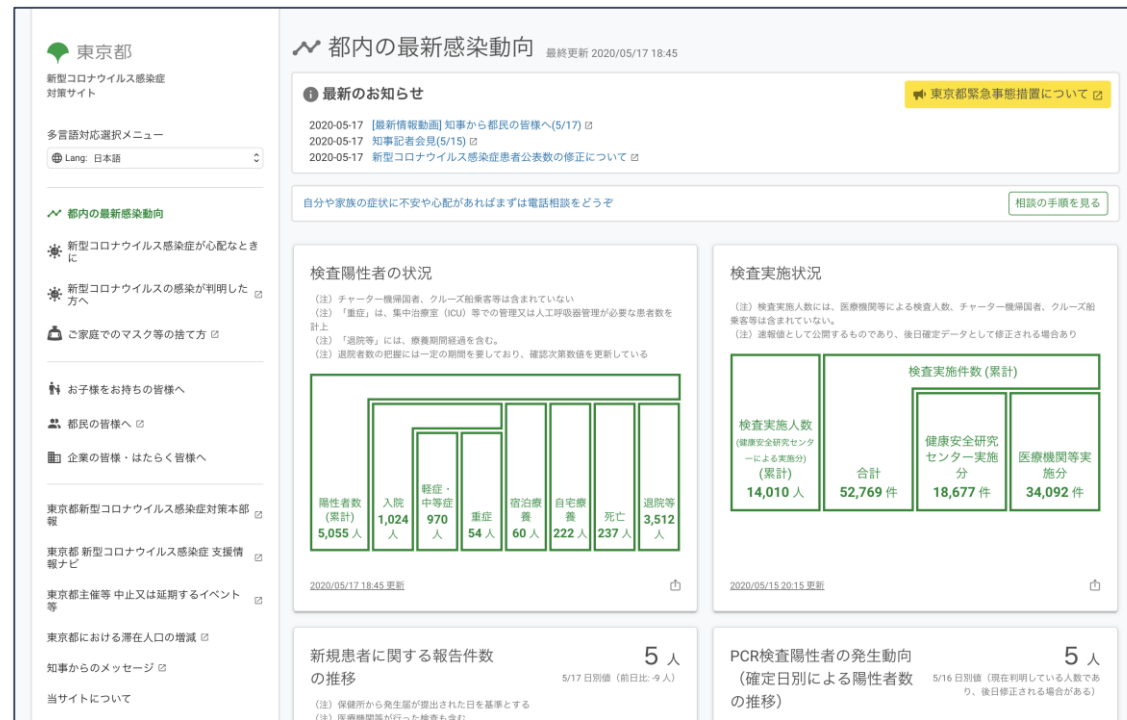 東京都
新型コロナウイルス感染症
対策サイト
多言語対応選択メニュー
Lang: 日本語
都内の最新感染動向
新型コロナウイルス感染症が心配なとき
に
新型コロナウイルスの感染が判明した
方へ
ご家庭でのマスク等の捨て方
お子様をお持ちの皆様へ
都民の皆様へ
企業の皆様・はたらく皆様へ
東京都新型コロナウイルス感染症対策本部
報
東京都 新型コロナウイルス感染症 支援情
報ナビ
東京都主催等 中止又は延期するイベント
等
東京都における滞在人口の増減
知事からのメッセージ
当サイトについて
都内の最新感染動向 最終更新 2020/05/17 18:45
最新のお知らせ
東京都緊急事態措置について
2020-05-17 [最新情報動画] 知事から都民の皆様へ(5/17)
2020-05-17 知事記者会見(5/15)
2020-05-17 新型コロナウイルス感染症患者公表数の修正について
自分や家族の症状に不安や心配があればまずは電話相談をどうぞ
相談の手順を見る
検査陽性者の状況
（注）チャーター機帰国者、クルーズ船乗客等は含まれていない
（注）「重症」は、集中治療室（ICU）等での管理又は人工呼吸器管理が必要な患者数を
計上
（注）「退院等」には、療養期間経過を含む。
（注）退院者数の把握には一定の期間を要しており、確認次第数値を更新している
陽性者数
(累計)
5,055 人
入院
1,024
人
軽症・
中等症
970
人
重症
54 人
宿泊療
養
60 人
自宅療
養
222 人
死亡
237 人
退院等
3,512
人
2020/05/17 18:45 更新
検査実施状況
（注）検査実施人数には、医療機関等による検査人数、チャーター機帰国者、クルーズ船
乗客等は含まれていない。
（注）速報値として公開するものであり、後日確定データとして修正される場合あり
検査実施人数
(健康安全研究センタ
ーによる実施分)
(累計)
14,010 人
検査実施件数 (累計)
合計
52,769 件
健康安全研究
センター実施
分
18,677 件
医療機関等実
施分
34,092 件
2020/05/15 20:15 更新
新規患者に関する報告件数
の推移
5 人
5/17 日別値（前日比: -9 人）
（注）保健所から発生届が提出された日を基準とする
（注）医療機関等が行った検査も含む
PCR検査陽性者の発生動向
（確定日別による陽性者数
の推移）
5 人
5/16 日別値（現在判明している人数であ
り、後日修正される場合がある）